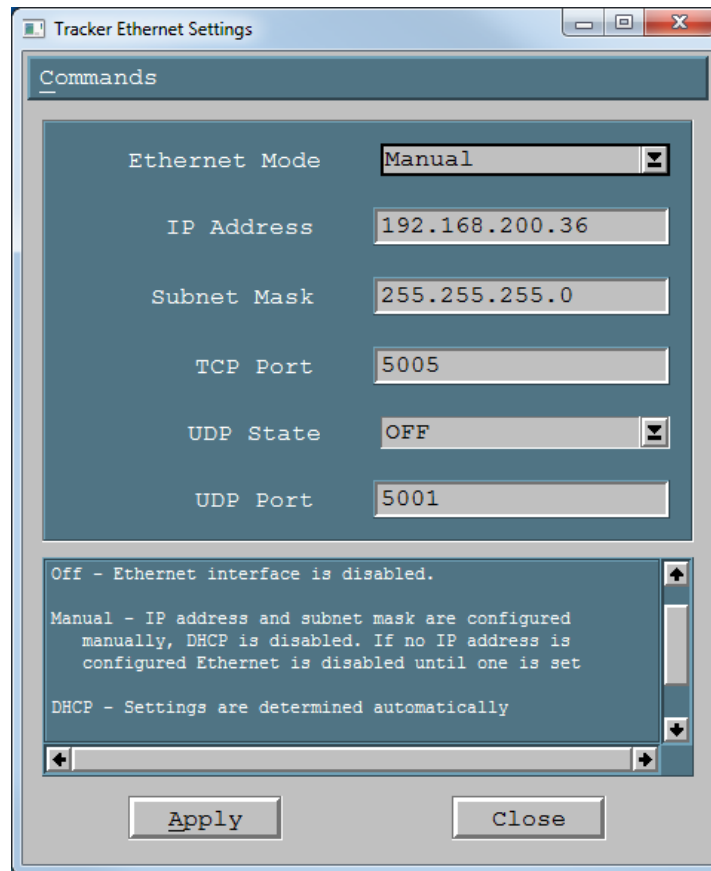 Tracker Ethernet Settings
Commands
Ethernet Mode Manual
IP Address 192.168.200.36
Subnet Mask 255.255.255.0
TCP Port 5005
UDP State OFF
UDP Port 5001
Off - Ethernet interface is disabled.
Manual - IP address and subnet mask are configured
manually, DHCP is disabled. If no IP address is
configured Ethernet is disabled until one is set
DHCP - Settings are determined automatically
Apply Close